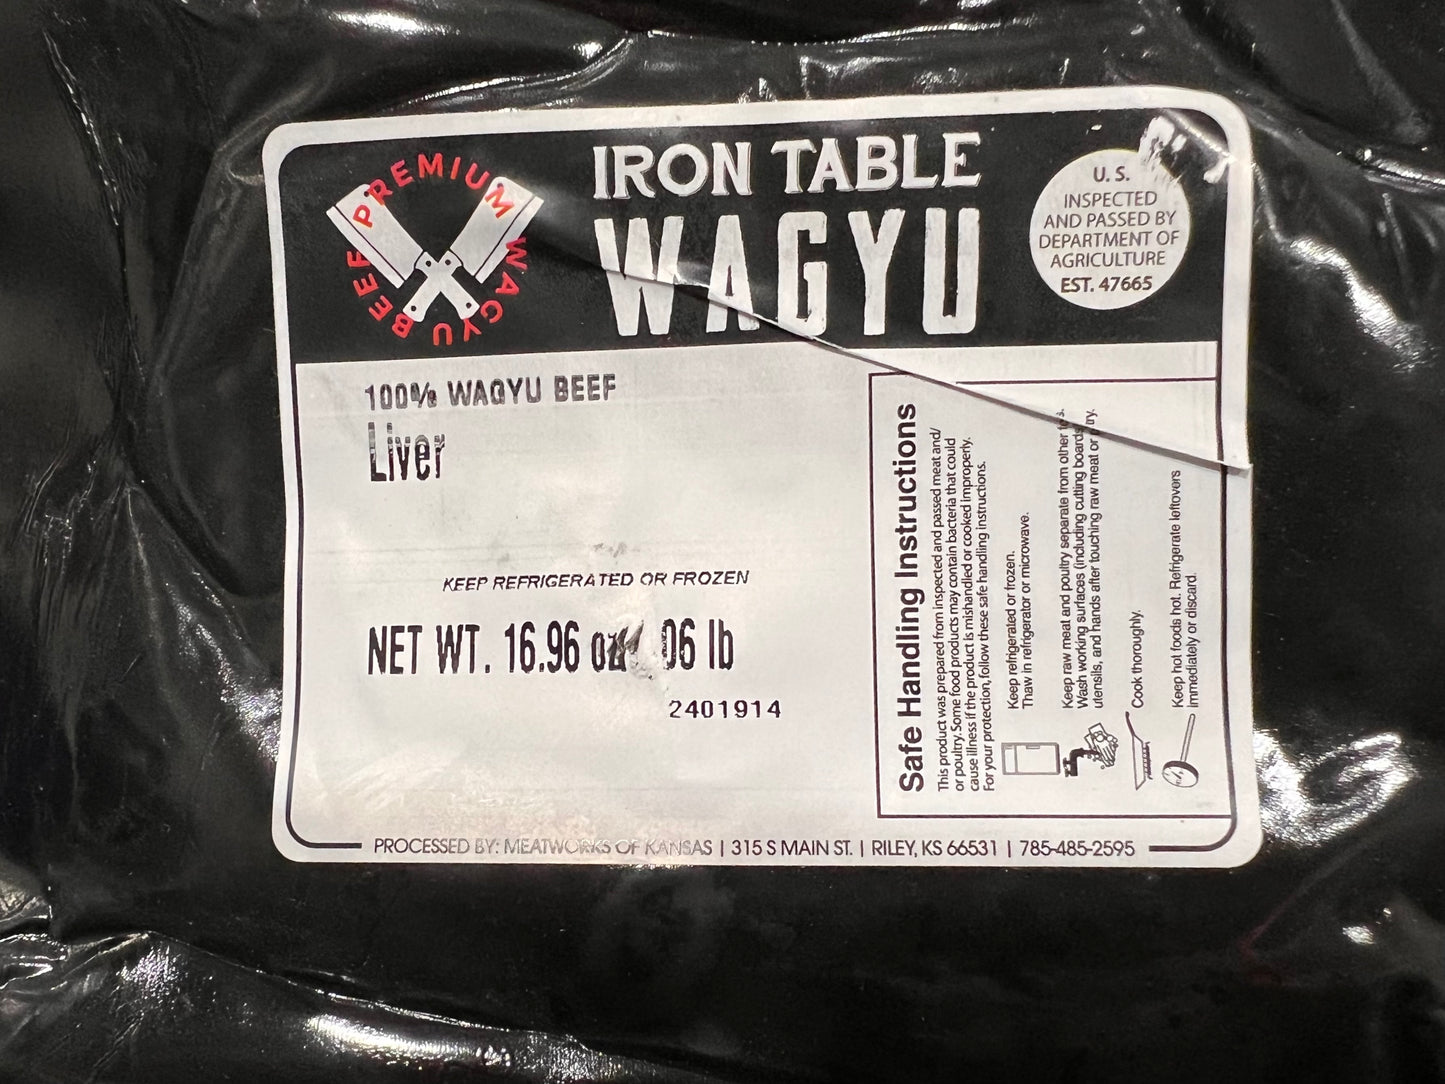 PREMIUM WAGYU BEEF
IRON TABLE
WAGYU
U. S.
INSPECTED
AND PASSED BY
DEPARTMENT OF
AGRICULTURE
EST. 47665
100% WAGYU BEEF
Liver
KEEP REFRIGERATED OR FROZEN
NET WT. 16.96 oz 06 lb
2401914
Safe Handling Instructions
This product was prepared from inspected and passed meat and/
or poultry. Some food products may contain bacteria that could
cause illness if the product is mishandled or cooked improperly.
For your protection, follow these safe handling instructions.
Keep refrigerated or frozen.
Thaw in refrigerator or microwave.
Keep raw meat and poultry separate from other
Wash working surfaces (including cutting boards
utensils, and hands after touching raw meat or
Cook thoroughly.
Keep hot foods hot. Refrigerate leftovers
immediately or discard.
PROCESSED BY: MEATWORKS OF KANSAS | 315 S MAIN ST. | RILEY, KS 66531 | 785-485-2595